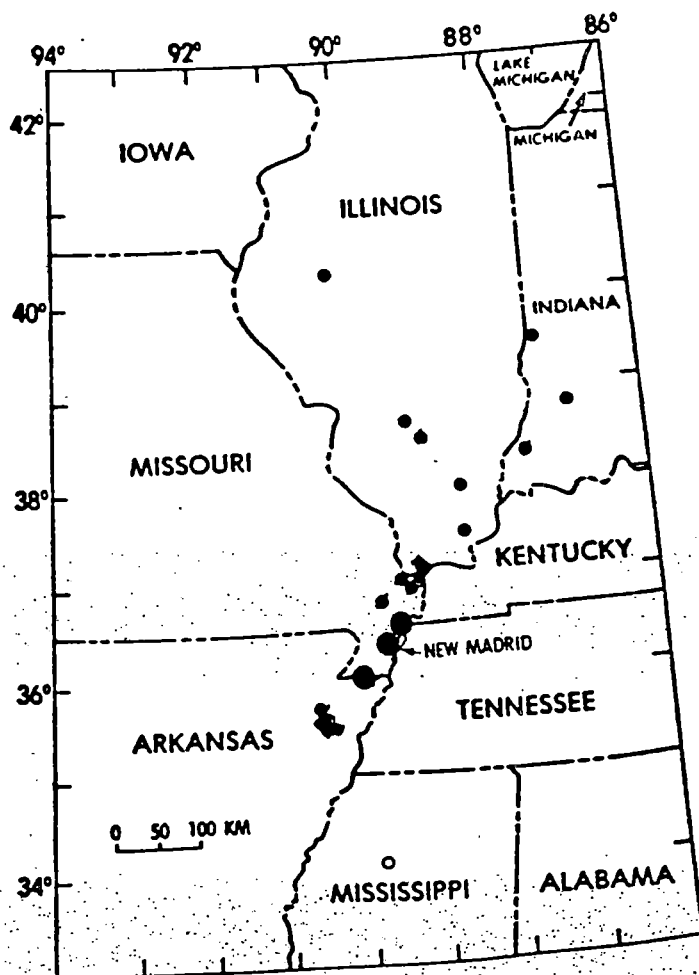 94° 92° 90° 88° 86°
LAKE
MICHIGAN
42°
MICHIGAN
IOWA
ILLINOIS
40°
INDIANA
MISSOURI
38°
KENTUCKY
NEW MADRID
36°
TENNESSEE
ARKANSAS
0 50 100 KM
34°
MISSISSIPPI
ALABAMA